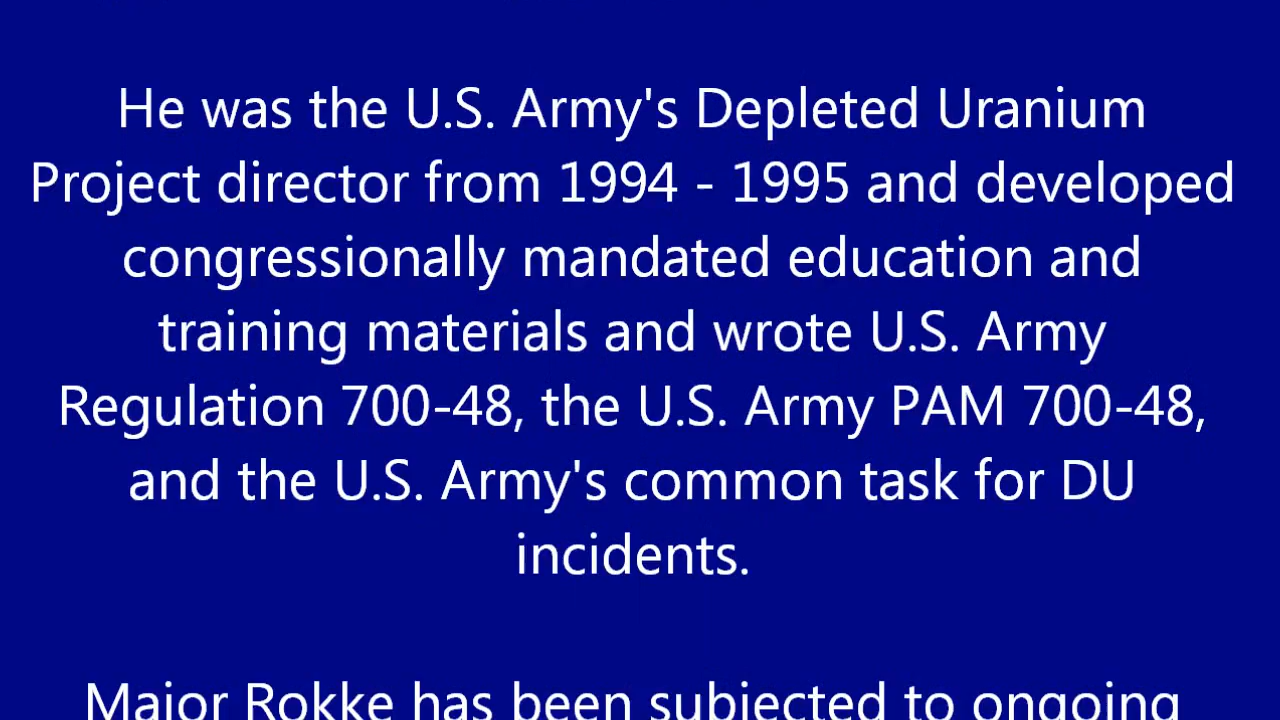 He was the U.S. Army's Depleted Uranium
Project director from 1994 - 1995 and developed
congressionally mandated education and
training materials and wrote U.S. Army
Regulation 700-48, the U.S. Army PAM 700-48,
and the U.S. Army's common task for DU
incidents.
Major Rokke has been subjected to ongoing